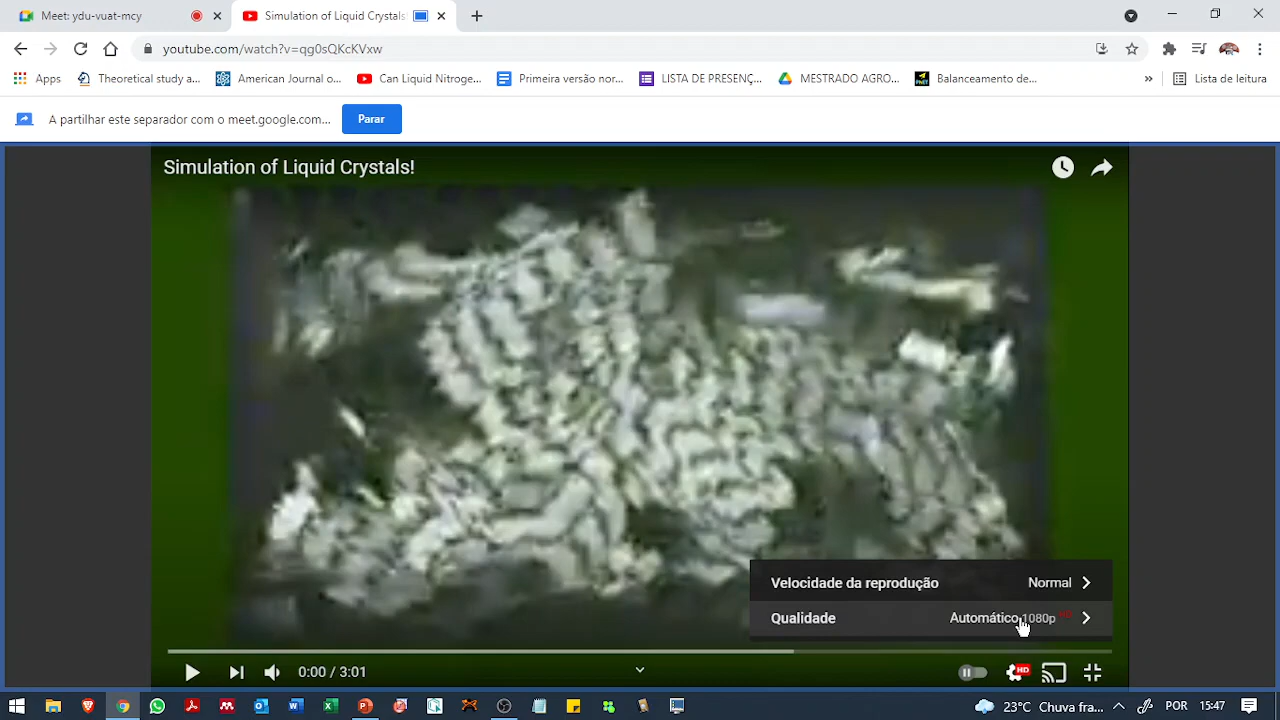 Meet: ydu-vuat-mcy
Simulation of Liquid Crystals!
youtube.com/watch?v=qg0sQKcKVxw
Apps
Theoretical study a...
American Journal o...
Can Liquid Nitroge...
Primeira versão nor...
LISTA DE PRESENÇ...
MESTRADO AGRO...
Balanceamento de...
»
Lista de leitura
A partilhar este separador com o meet.google.com...
Parar
Simulation of Liquid Crystals!
Velocidade da reprodução Normal
Qualidade Automático 1080p HD
0:00 / 3:01
HD
23°C Chuva fra...
POR
15:47